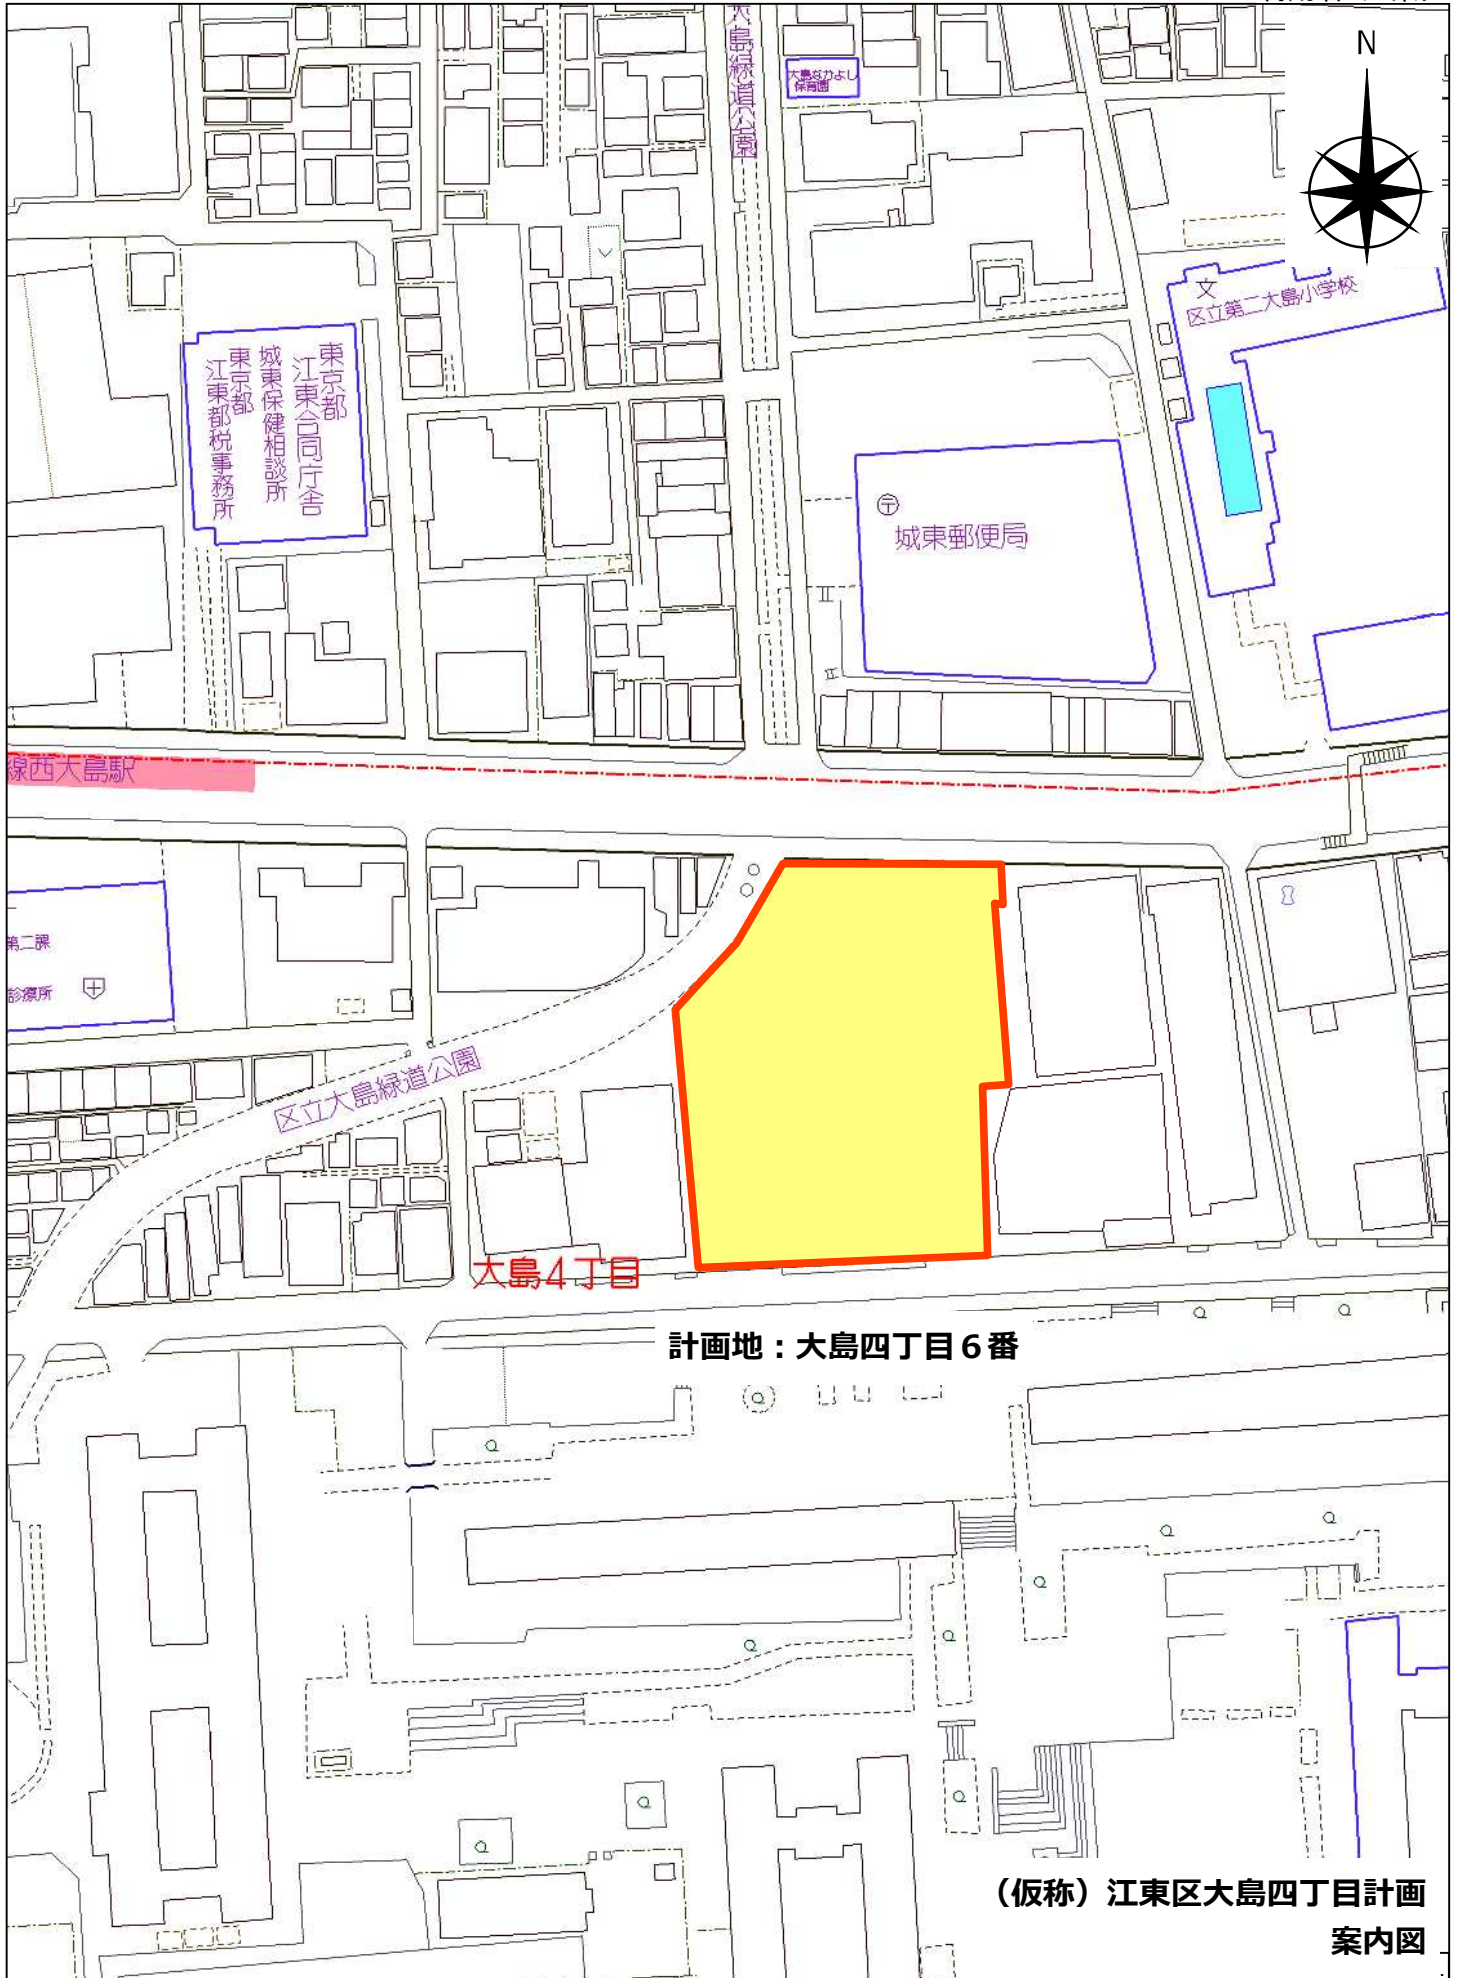 N
大島緑道公園
大島なかよし
保育園
文
区立第二大島小学校
東京都
江東合同庁舎
城東保健相談所
東京都
江東都税事務所
〒
城東郵便局
線西大島駅
第二課
診療所
区立大島緑道公園
大島4丁目
計画地：大島四丁目６番
（仮称）江東区大島四丁目計画
案内図